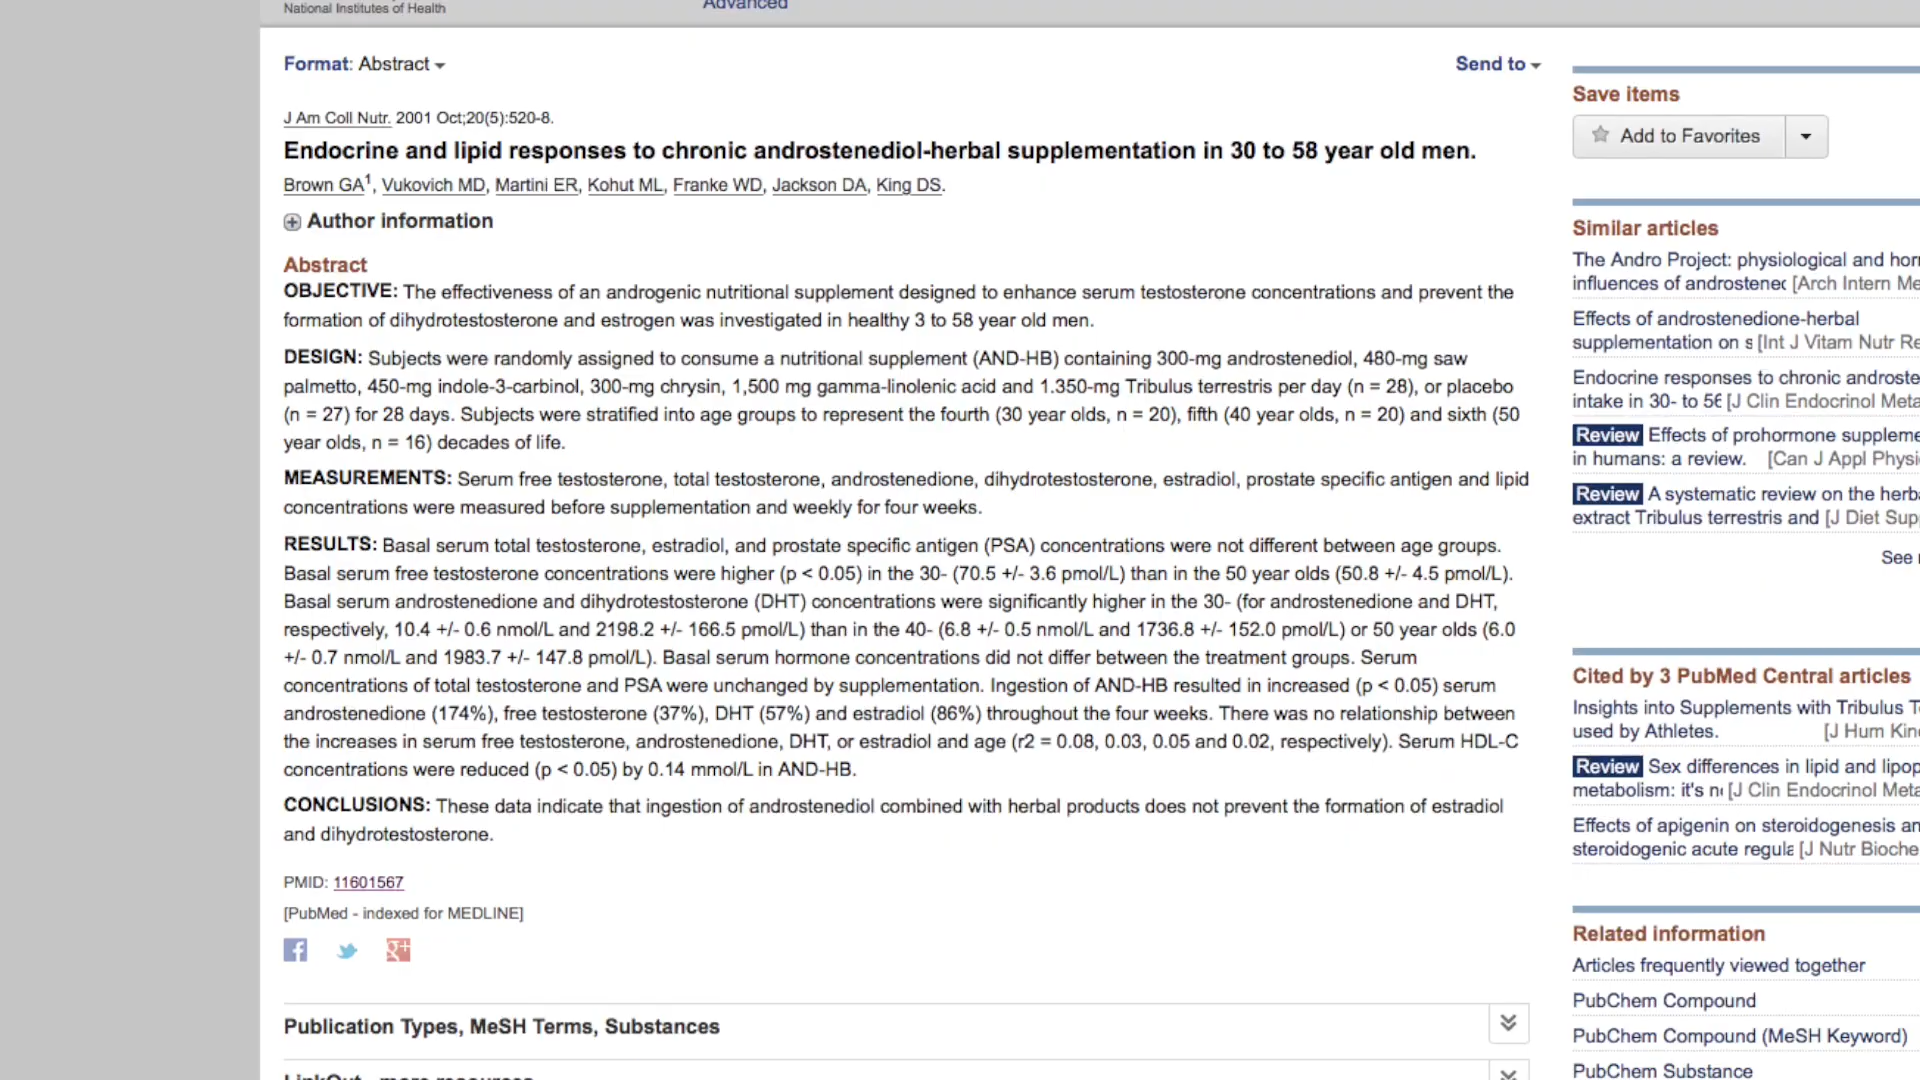 National Institutes of Health
Advanced
Format: Abstract
Send to
J Am Coll Nutr. 2001 Oct;20(5):520-8.
Endocrine and lipid responses to chronic androstenediol-herbal supplementation in 30 to 58 year old men.
Brown GA1, Vukovich MD, Martini ER, Kohut ML, Franke WD, Jackson DA, King DS.
Author information
Abstract
OBJECTIVE: The effectiveness of an androgenic nutritional supplement designed to enhance serum testosterone concentrations and prevent the
formation of dihydrotestosterone and estrogen was investigated in healthy 3 to 58 year old men.
DESIGN: Subjects were randomly assigned to consume a nutritional supplement (AND-HB) containing 300-mg androstenediol, 480-mg saw
palmetto, 450-mg indole-3-carbinol, 300-mg chrysin, 1,500 mg gamma-linolenic acid and 1.350-mg Tribulus terrestris per day (n = 28), or placebo
(n = 27) for 28 days. Subjects were stratified into age groups to represent the fourth (30 year olds, n = 20), fifth (40 year olds, n = 20) and sixth (50
year olds, n = 16) decades of life.
MEASUREMENTS: Serum free testosterone, total testosterone, androstenedione, dihydrotestosterone, estradiol, prostate specific antigen and lipid
concentrations were measured before supplementation and weekly for four weeks.
RESULTS: Basal serum total testosterone, estradiol, and prostate specific antigen (PSA) concentrations were not different between age groups.
Basal serum free testosterone concentrations were higher (p < 0.05) in the 30- (70.5 +/- 3.6 pmol/L) than in the 50 year olds (50.8 +/- 4.5 pmol/L).
Basal serum androstenedione and dihydrotestosterone (DHT) concentrations were significantly higher in the 30- (for androstenedione and DHT,
respectively, 10.4 +/- 0.6 nmol/L and 2198.2 +/- 166.5 pmol/L) than in the 40- (6.8 +/- 0.5 nmol/L and 1736.8 +/- 152.0 pmol/L) or 50 year olds (6.0
+/- 0.7 nmol/L and 1983.7 +/- 147.8 pmol/L). Basal serum hormone concentrations did not differ between the treatment groups. Serum
concentrations of total testosterone and PSA were unchanged by supplementation. Ingestion of AND-HB resulted in increased (p < 0.05) serum
androstenedione (174%), free testosterone (37%), DHT (57%) and estradiol (86%) throughout the four weeks. There was no relationship between
the increases in serum free testosterone, androstenedione, DHT, or estradiol and age (r2 = 0.08, 0.03, 0.05 and 0.02, respectively). Serum HDL-C
concentrations were reduced (p < 0.05) by 0.14 mmol/L in AND-HB.
CONCLUSIONS: These data indicate that ingestion of androstenediol combined with herbal products does not prevent the formation of estradiol
and dihydrotestosterone.
PMID: 11601567
[PubMed - indexed for MEDLINE]
Publication Types, MeSH Terms, Substances
Save items
Add to Favorites
Similar articles
The Andro Project: physiological and
influences of [Arch Intern
Effects of androstenedione-herbal
supplementation on s [Int J Vitam Nutr
Endocrine responses to chronic
intake in 30- to [J Clin Endocrinol
Review Effects of prohormone
in humans: a review. [Can J Appl
Review A systematic review on the
extract Tribulus terrestris and [J Diet
See
Cited by 3 PubMed Central articles
Insights into Supplements with Tribulus
used by Athletes. [J Hum
Review Sex differences in lipid and
metabolism: it's [J Clin Endocrinol
Effects of apigenin on steroidogenesis
steroidogenic acute [J Nutr
Related information
Articles frequently viewed together
PubChem Compound
PubChem Compound (MeSH Keyword)
PubChem Substance